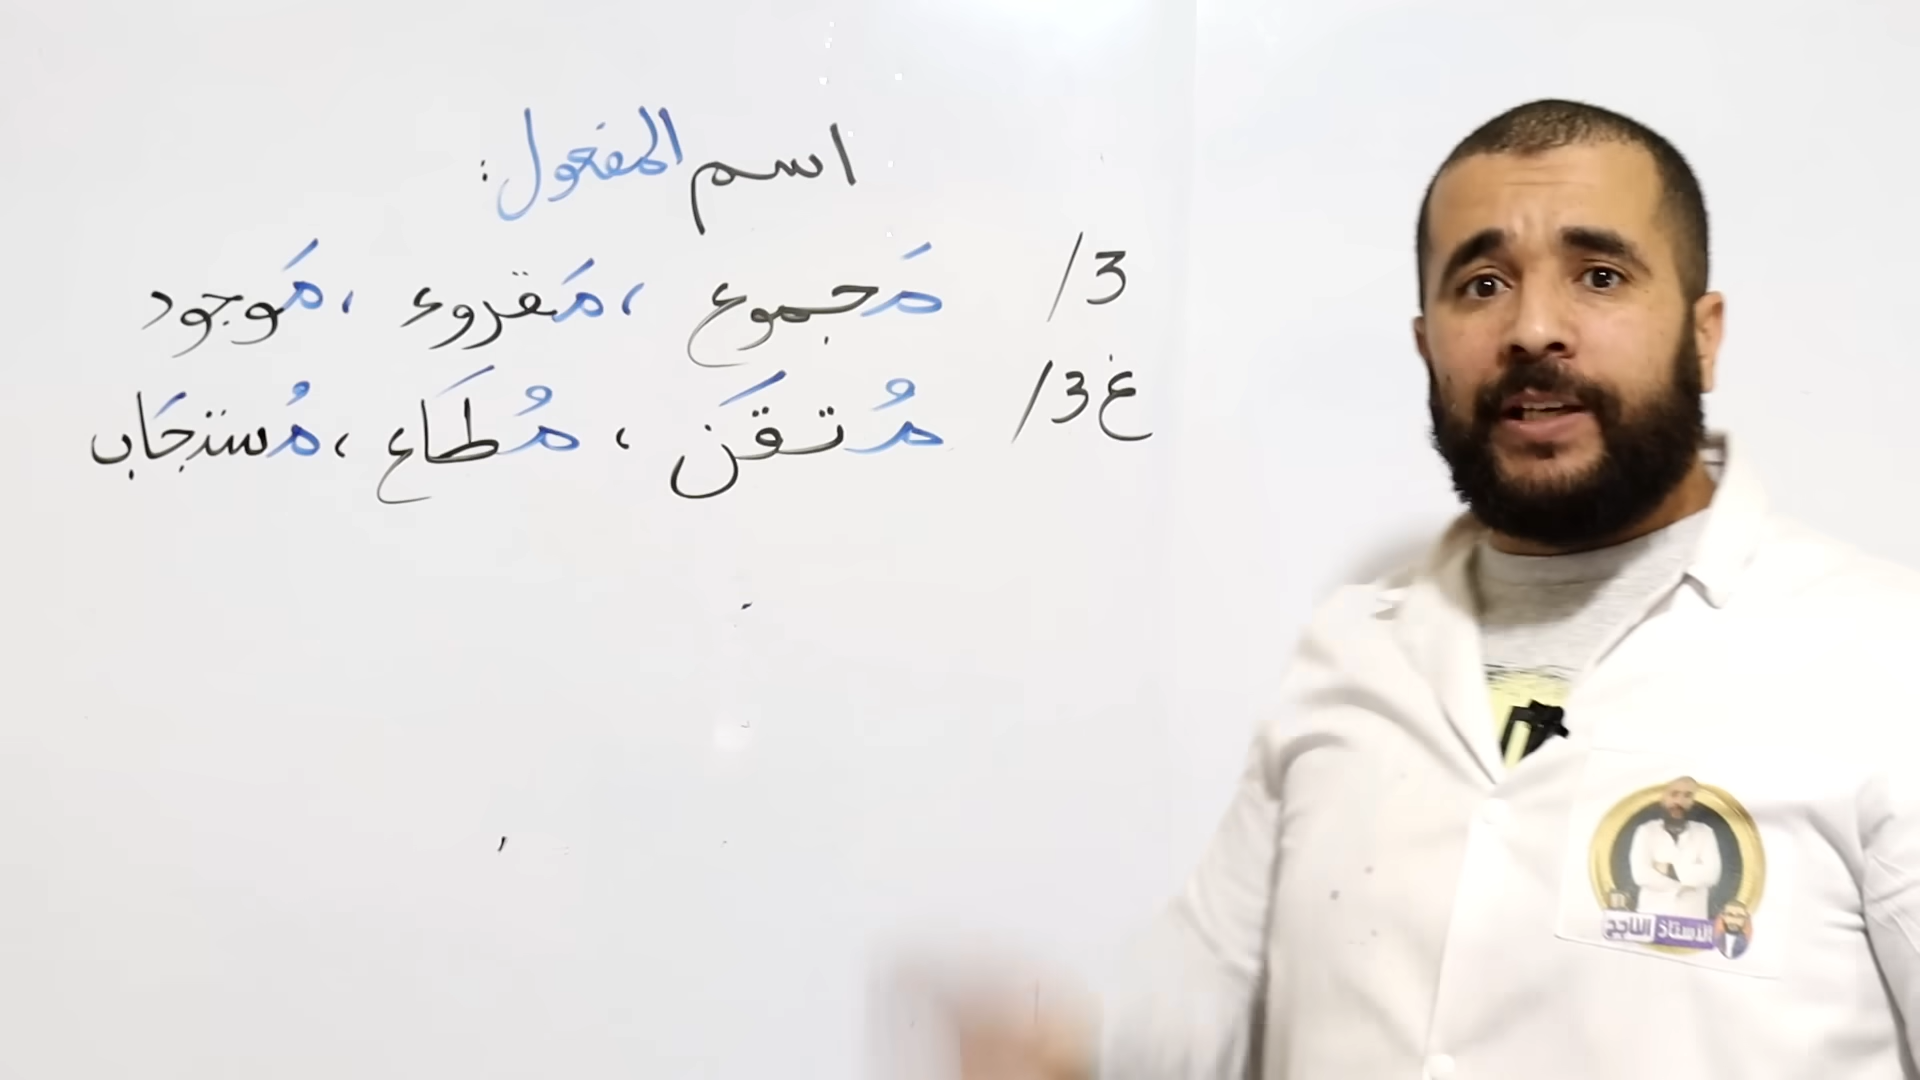 اسم المفعول:
3/ مَجموع، مَقروء، مَوجود
غ3/ مُتقَن، مُطَاع، مُستجَاب
الأستاذ الناجح